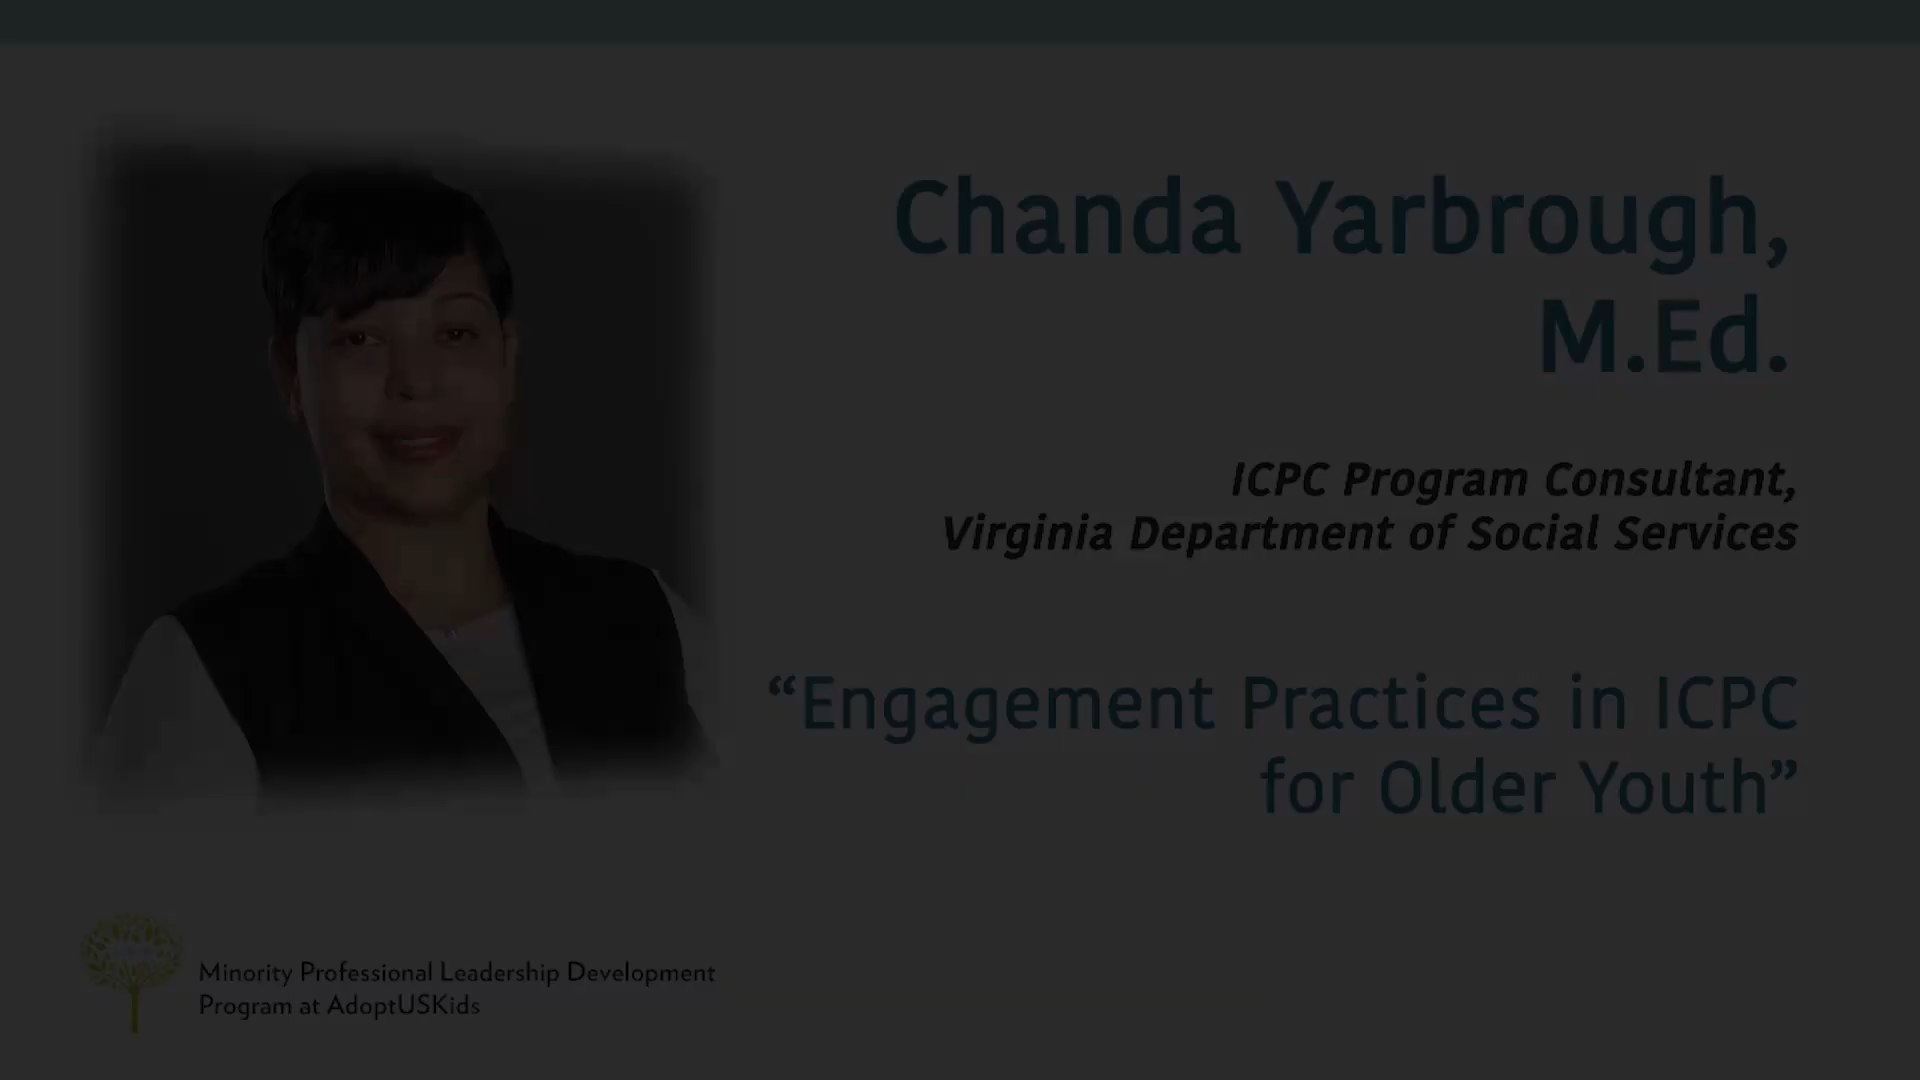 Chanda Yarbrough,
M.Ed.
ICPC Program Consultant,
Virginia Department of Social Services
“Engagement Practices in ICPC
for Older Youth”
Minority Professional Leadership Development
Program at AdoptUSKids